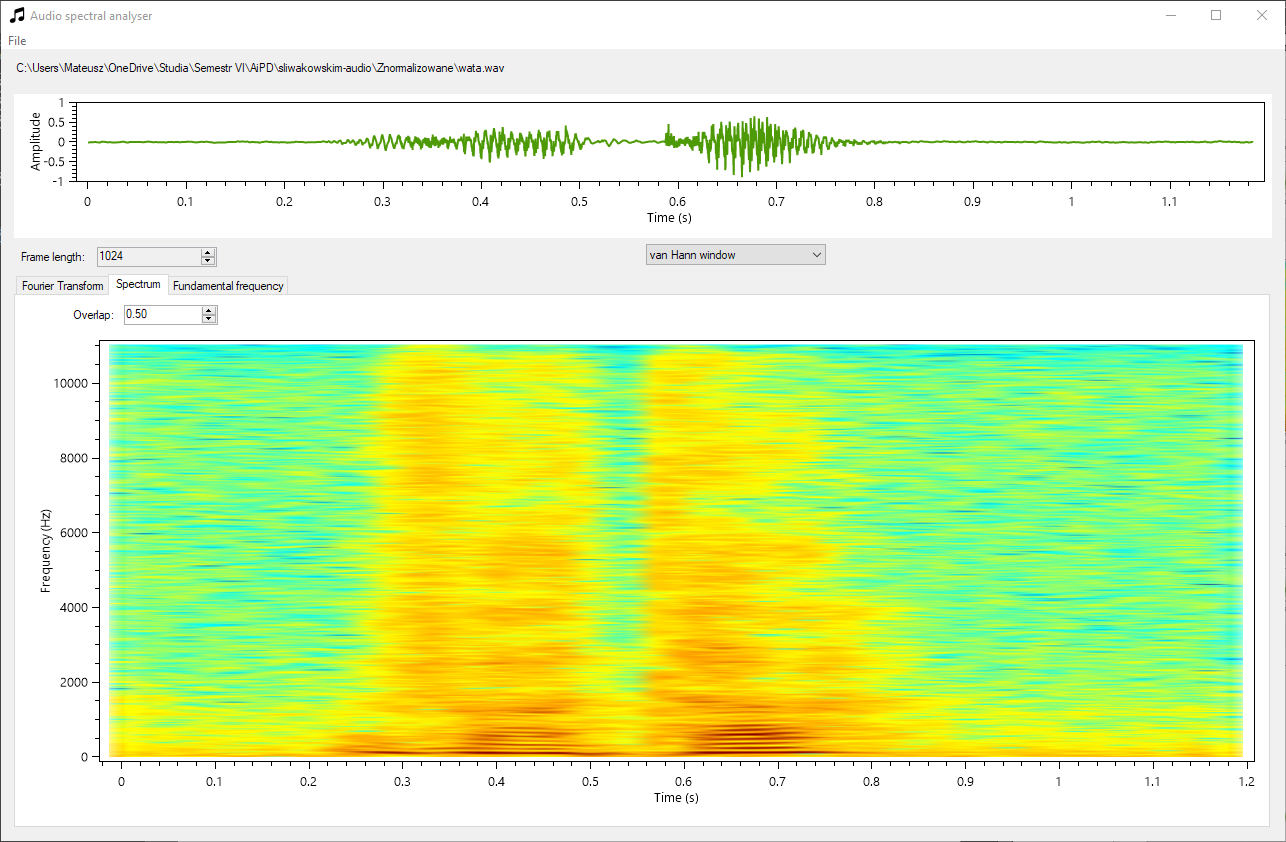 Audio spectral analyser
File
C:\Users\Mateusz\OneDrive\Studia\Semestr VI\AiPD\sliwakowskim-audio\Znormalizowane\wata.wav
Amplitude
1
0.5
0
-0.5
-1
0 0.1 0.2 0.3 0.4 0.5 0.6 0.7 0.8 0.9 1 1.1
Time (s)
Frame length: 1024 van Hann window
Fourier Transform Spectrum Fundamental frequency
Overlap: 0.50
Frequency (Hz)
10000
8000
6000
4000
2000
0
0 0.1 0.2 0.3 0.4 0.5 0.6 0.7 0.8 0.9 1 1.1 1.2
Time (s)